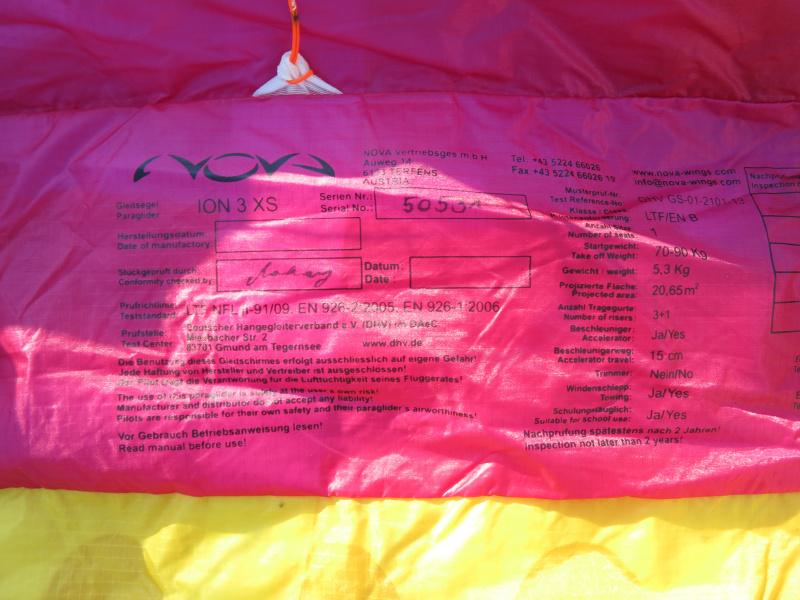 NOVA
NOVA Vertriebsges.m.b.H
Auweg 14
6123 TERFENS
AUSTRIA
Tel. +43 5224 66026
Fax +43 5224 66026 19
www.nova-wings.com
info@nova-wings.com
Gleitsegel
Paraglider
ION 3 XS
Serien Nr.:
Serial No.:
Herstellungsdatum:
Date of manufactory:
Stückgeprüft durch:
Conformity checked by:
Datum:
Date:
Prüfrichtlinie:
Teststandard:
LTF NFL II-91/09, EN 926-2:2005, EN 926-1:2006
Prüfstelle:
Test Center
Deutscher Hängegleiterverband e.V. (DHV) im DAeC
Miesbacher Str. 2
83701 Gmund am Tegernsee
www.dhv.de
Die Benutzung dieses Gleitschirmes erfolgt ausschliesslich auf eigene Gefahr!
Jede Haftung von Hersteller und Vertreiber ist ausgeschlossen!
Der Pilot trägt die Verantwortung für die Lufttüchtigkeit seines Fluggerätes!
The use of this paraglider is solely at the user's own risk!
Manufacturer and distributor do not accept any liability!
Pilots are responsible for their own safety and their paraglider's airworthiness!
Vor Gebrauch Betriebsanweisung lesen!
Read manual before use!
Musterprüf-Nr.
Test Reference-No
GS-01-2101-13
Klasse
LTF/EN B
Anzahl Sitze
Number of seats:
1
Startgewicht:
Take off Weight:
70-90 Kg
Gewicht / weight:
5,3 Kg
Projizierte Fläche:
Projected area:
20,65m²
Anzahl Tragegurte
Number of risers:
3+1
Beschleuniger:
Accelerator:
Ja/Yes
Beschleunigerweg:
Accelerator travel:
15 cm
Trimmer:
Nein/No
Windenschlepp:
Towing:
Ja/Yes
Schulungstauglich:
Suitable for school use:
Ja/Yes
Nachprüfung spätestens nach 2 Jahren!
Inspection not later than 2 years!